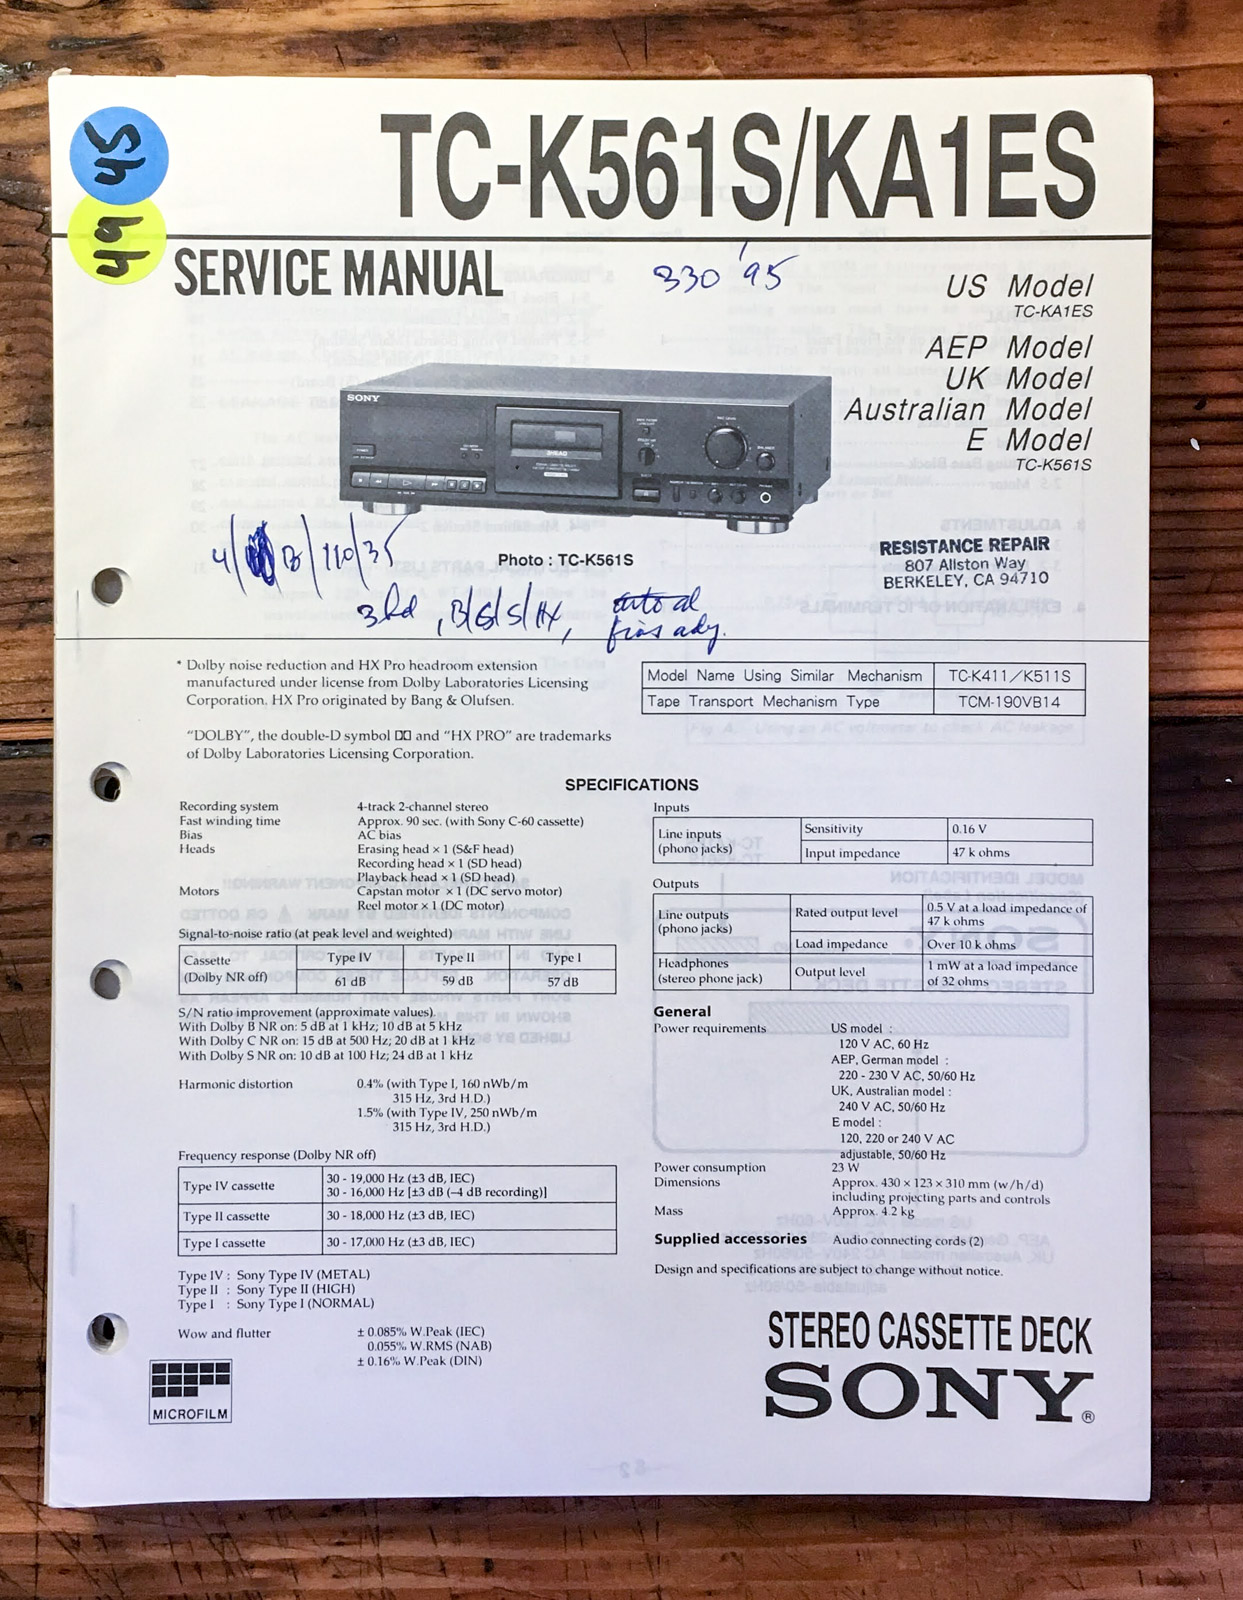 45
49
TC-K561S/KA1ES
SERVICE MANUAL
330 '95
US Model
TC-KA1ES
AEP Model
UK Model
Australian Model
E Model
TC-K561S
SONY
3HEAD
Photo : TC-K561S
RESISTANCE REPAIR
807 Allston Way
BERKELEY, CA 94710
4/ B/110/35
3hd, B/C/S/HX,
bias adj.
* Dolby noise reduction and HX Pro headroom extension
manufactured under license from Dolby Laboratories Licensing
Corporation. HX Pro originated by Bang & Olufsen.
"DOLBY", the double-D symbol and "HX PRO" are trademarks
of Dolby Laboratories Licensing Corporation.
Model Name Using Similar Mechanism TC-K411/K511S
Tape Transport Mechanism Type TCM-190VB14
SPECIFICATIONS
Recording system 4-track 2-channel stereo
Fast winding time Approx. 90 sec. (with Sony C-60 cassette)
Bias AC bias
Heads Erasing head × 1 (S&F head)
Recording head × 1 (SD head)
Playback head × 1 (SD head)
Motors Capstan motor × 1 (DC servo motor)
Reel motor × 1 (DC motor)
Signal-to-noise ratio (at peak level and weighted)
Cassette Type IV Type II Type I
(Dolby NR off) 61 dB 59 dB 57 dB
S/N ratio improvement (approximate values).
With Dolby B NR on: 5 dB at 1 kHz; 10 dB at 5 kHz
With Dolby C NR on: 15 dB at 500 Hz; 20 dB at 1 kHz
With Dolby S NR on: 10 dB at 100 Hz; 24 dB at 1 kHz
Harmonic distortion 0.4% (with Type I, 160 nWb/m
315 Hz, 3rd H.D.)
1.5% (with Type IV, 250 nWb/m
315 Hz, 3rd H.D.)
Frequency response (Dolby NR off)
Type IV cassette 30 - 19,000 Hz (±3 dB, IEC)
30 - 16,000 Hz [±3 dB (–4 dB recording)]
Type II cassette 30 - 18,000 Hz (±3 dB, IEC)
Type I cassette 30 - 17,000 Hz (±3 dB, IEC)
Type IV : Sony Type IV (METAL)
Type II : Sony Type II (HIGH)
Type I : Sony Type I (NORMAL)
Wow and flutter ± 0.085% W.Peak (IEC)
0.055% W.RMS (NAB)
± 0.16% W.Peak (DIN)
MICROFILM
Inputs
Line inputs (phono jacks) Sensitivity 0.16 V
Input impedance 47 k ohms
Outputs
Line outputs (phono jacks) Rated output level 0.5 V at a load impedance of
47 k ohms
Load impedance Over 10 k ohms
Headphones (stereo phone jack) Output level 1 mW at a load impedance
of 32 ohms
General
Power requirements US model :
120 V AC, 60 Hz
AEP, German model :
220 - 230 V AC, 50/60 Hz
UK, Australian model :
240 V AC, 50/60 Hz
E model :
120, 220 or 240 V AC
adjustable, 50/60 Hz
Power consumption 23 W
Dimensions Approx. 430 × 123 × 310 mm (w/h/d)
including projecting parts and controls
Mass Approx. 4.2 kg
Supplied accessories Audio connecting cords (2)
Design and specifications are subject to change without notice.
STEREO CASSETTE DECK
SONY®